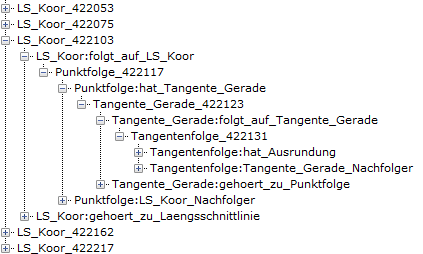 LS_Koor_422053
LS_Koor_422075
LS_Koor_422103
LS_Koor:folgt_auf_LS_Koor
Punktfolge_422117
Punktfolge:hat_Tangente_Gerade
Tangente_Gerade_422123
Tangente_Gerade:folgt_auf_Tangente_Gerade
Tangentenfolge_422131
Tangentenfolge:hat_Ausrundung
Tangentenfolge:Tangente_Gerade_Nachfolger
Tangente_Gerade:gehoert_zu_Punktfolge
Punktfolge:LS_Koor_Nachfolger
LS_Koor:gehoert_zu_Laengsschnittlinie
LS_Koor_422162
LS_Koor_422217